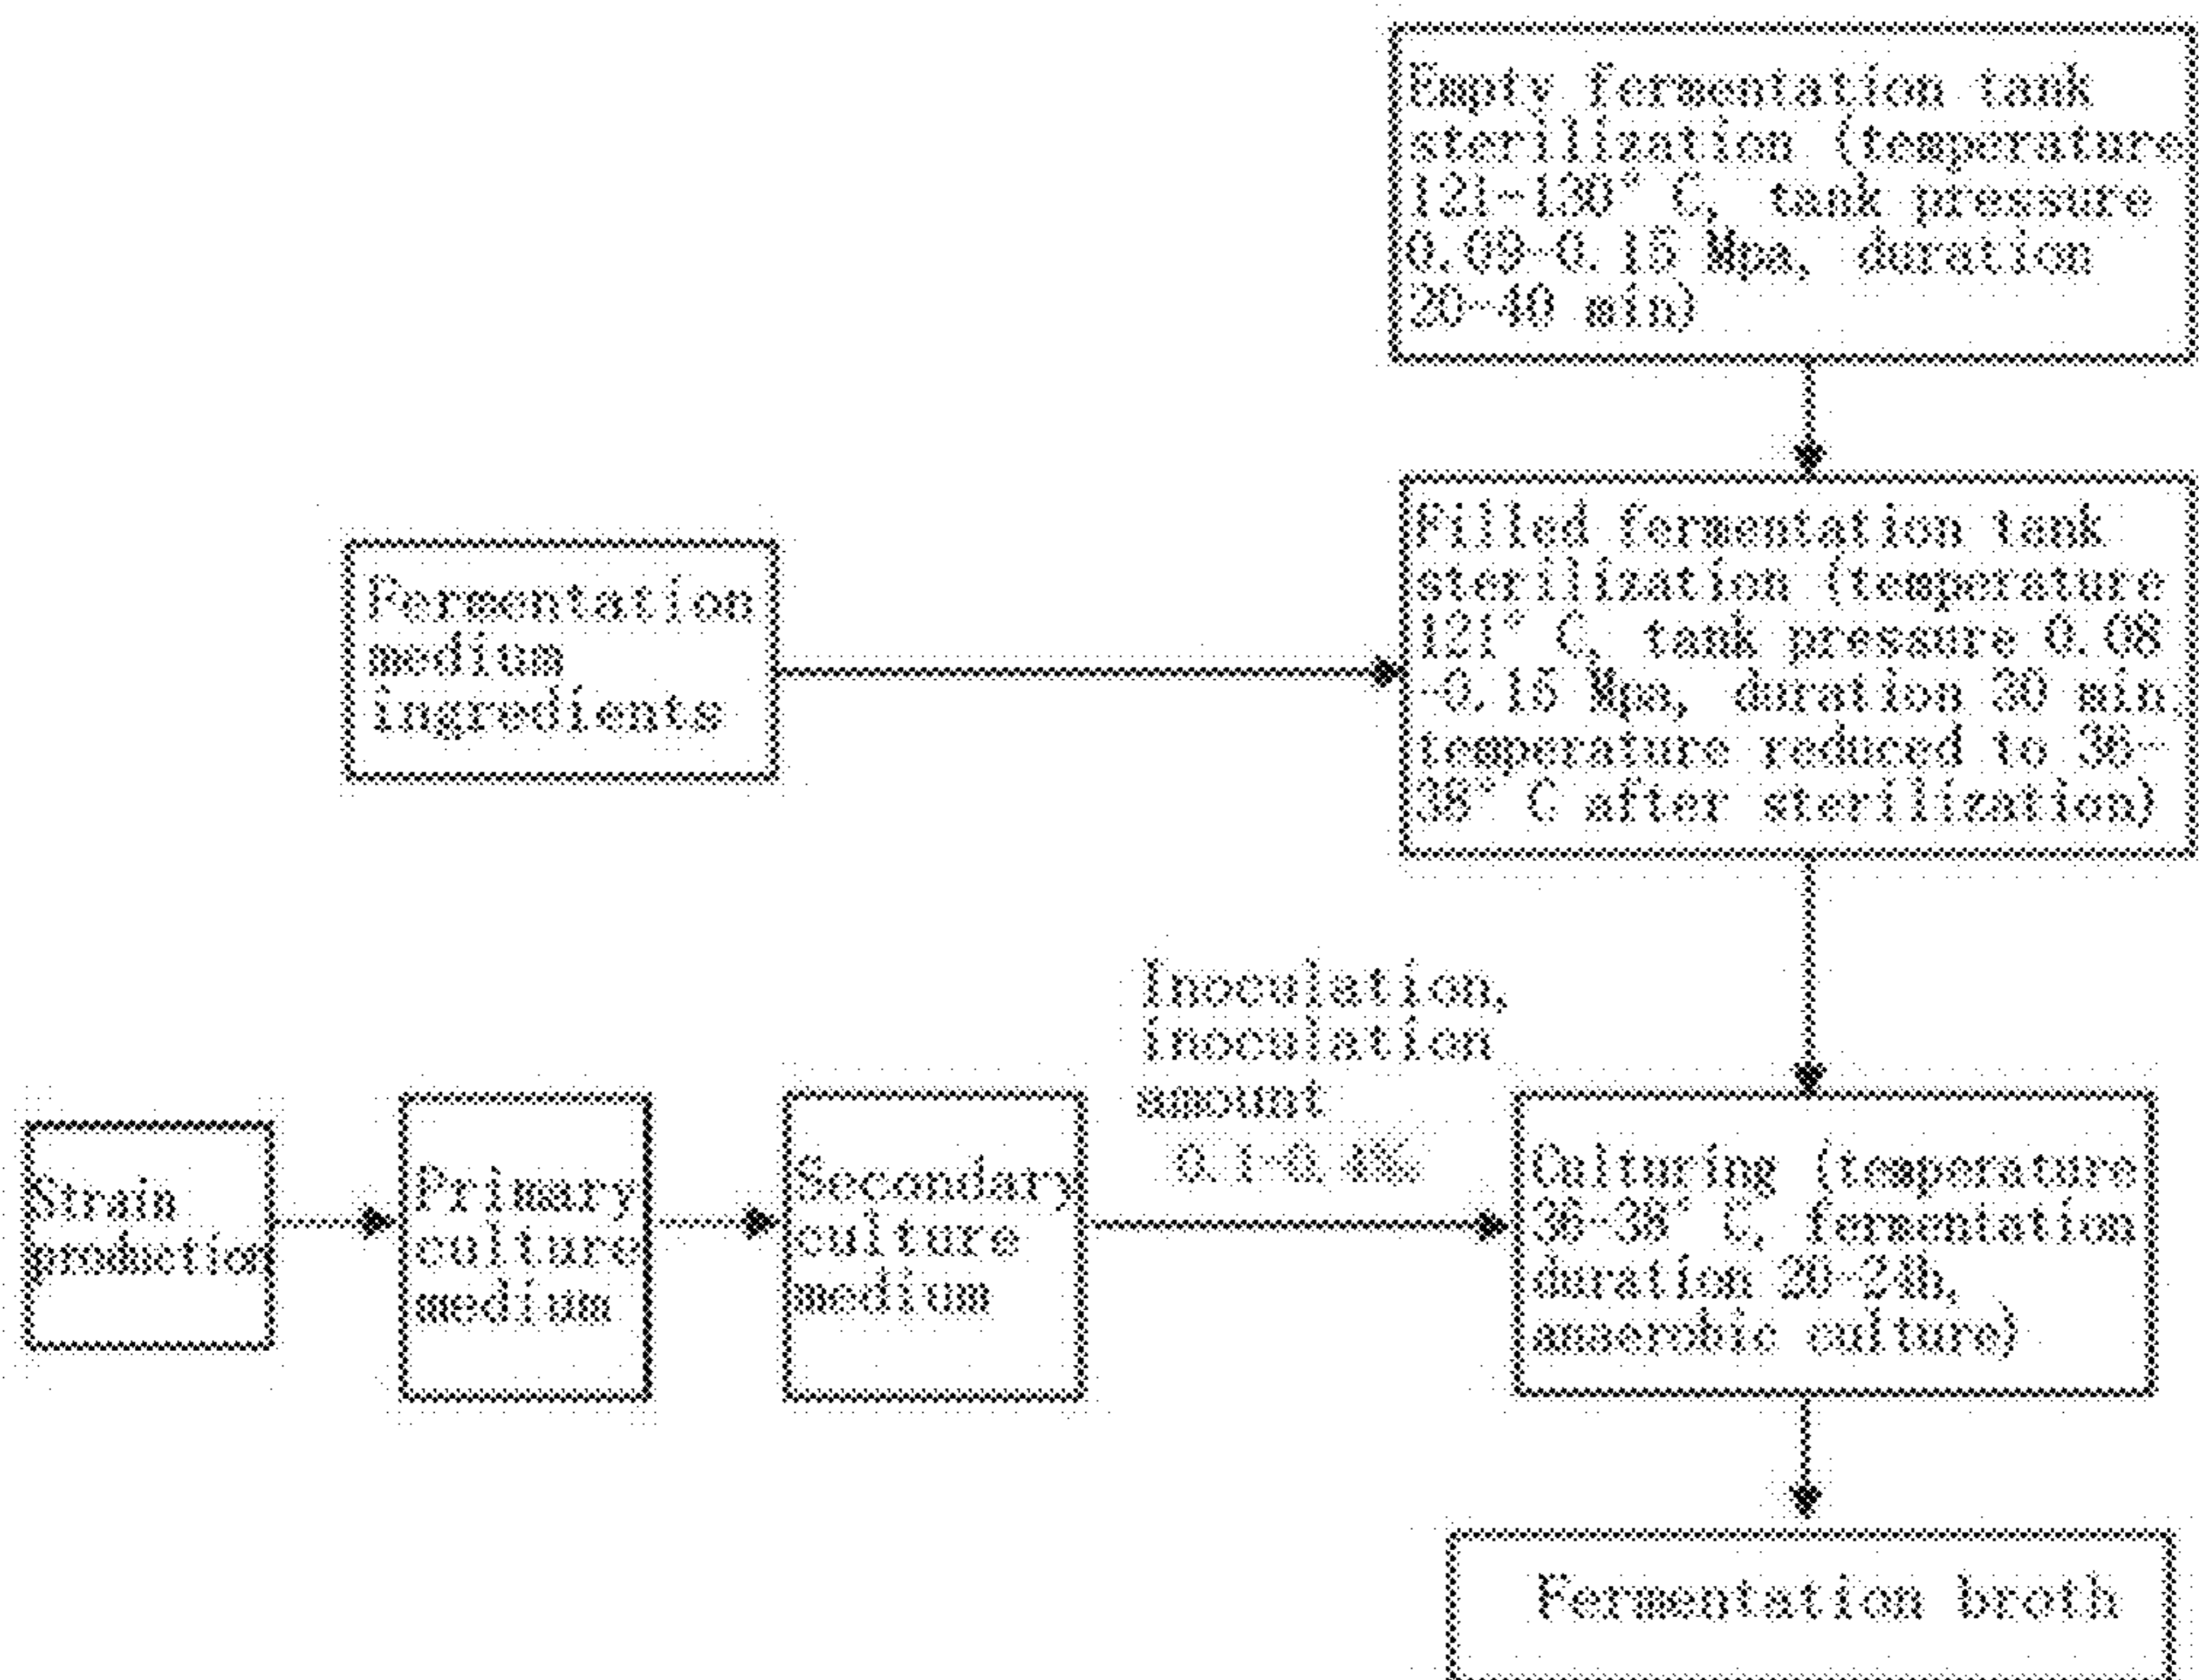 Empty fermentation tank
sterilization (temperature
121~130° C, tank pressure
0.09~0.15 Mpa, duration
20~40 min)
Filled fermentation tank
sterilization (temperature
121° C, tank pressure 0.08
~0.15 Mpa, duration min;
temperature reduced to
38° C after sterilization)
Fermentation
medium
ingredients
Inoculation,
inoculation
amount
Strain
production
Primary
culture
medium
Secondary
culture
medium
Culturing (temperature
36~38° C, fermentation
duration 20~24h,
anaerobic culture)
Fermentation broth